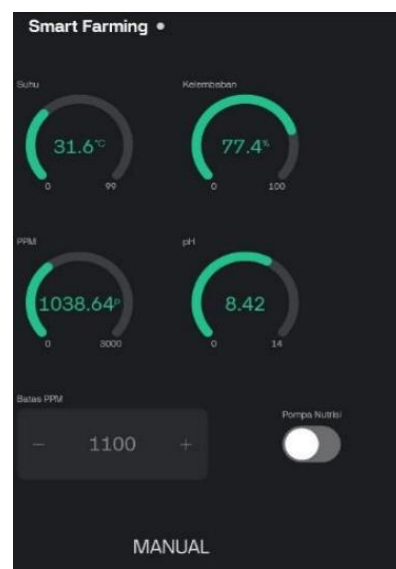 Smart Farming
Suhu Kelembaban
31.6°C 77.4%
0 99 0 100
PPM pH
1038.64p 8.42
0 3000 0 14
Batas PPM Pompa Nutrisi
− 1100 +
MANUAL